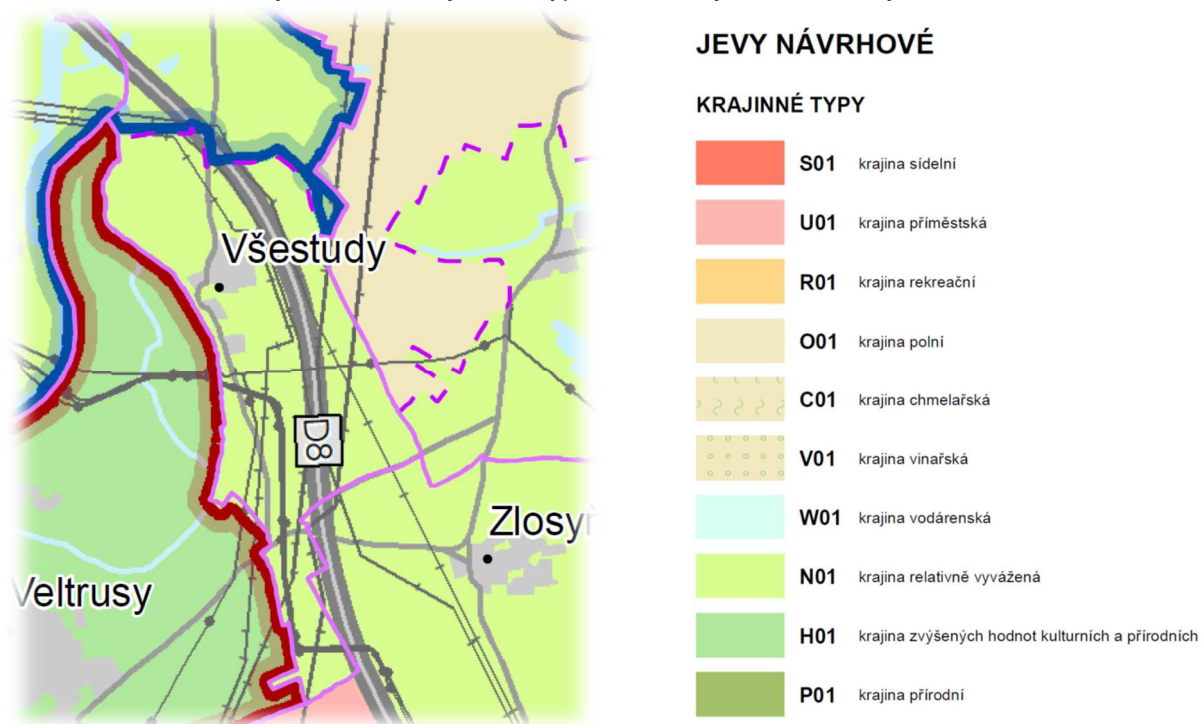 Všestudy
D8
Zlosyň
Veltrusy
JEVY NÁVRHOVÉ
KRAJINNÉ TYPY
S01 krajina sídelní
U01 krajina příměstská
R01 krajina rekreační
O01 krajina polní
C01 krajina chmelařská
V01 krajina vinařská
W01 krajina vodárenská
N01 krajina relativně vyvážená
H01 krajina zvýšených hodnot kulturních a přírodních
P01 krajina přírodní